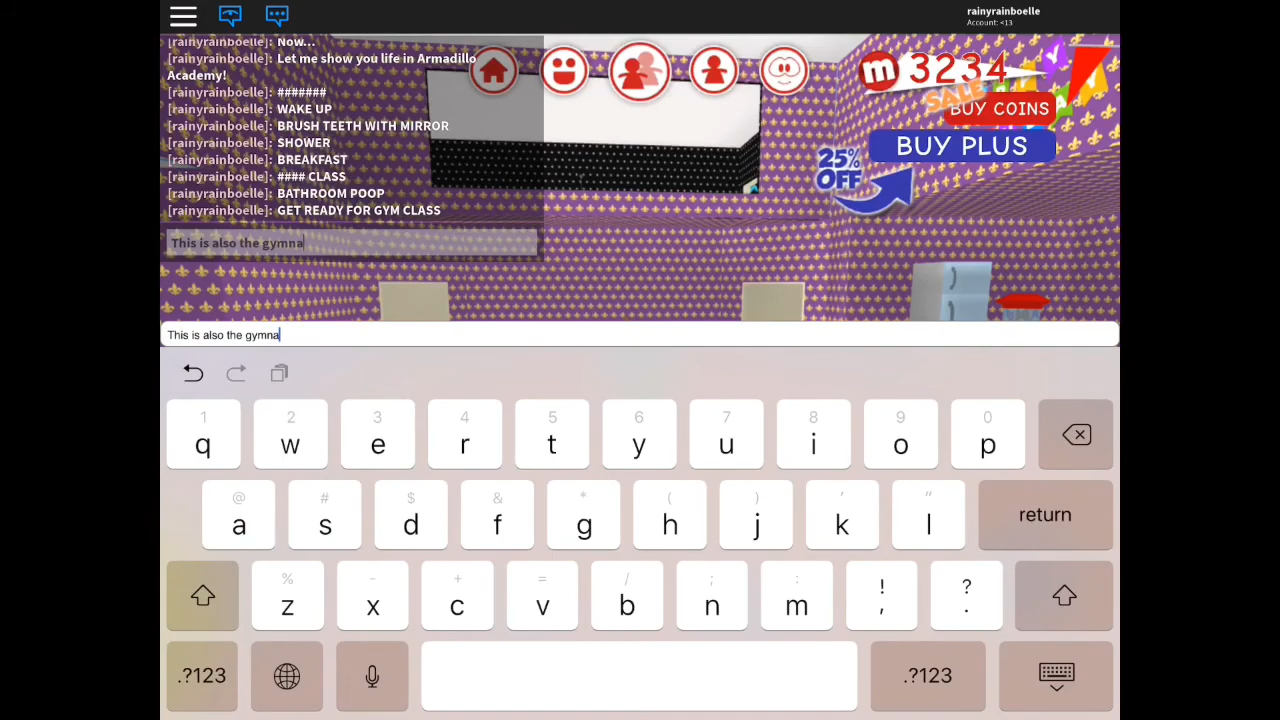 rainyrainboelle
Account: <13
[rainyrainboelle]: Now...
[rainyrainboelle]: Let me show you life in Armadillo
Academy!
[rainyrainboelle]: #######
[rainyrainboelle]: WAKE UP
[rainyrainboelle]: BRUSH TEETH WITH MIRROR
[rainyrainboelle]: SHOWER
[rainyrainboelle]: BREAKFAST
[rainyrainboelle]: #### CLASS
[rainyrainboelle]: BATHROOM POOP
[rainyrainboelle]: GET READY FOR GYM CLASS
This is also the gymna
m 3234
SALE
BUY COINS
25%
OFF
BUY PLUS
This is also the gymna
1 2 3 4 5 6 7 8 9 0
q w e r t y u i o p
@ # $ & * ( ) ' "
a s d f g h j k l return
% - + = / ; : ! ?
z x c v b n m , .
.?123 .?123